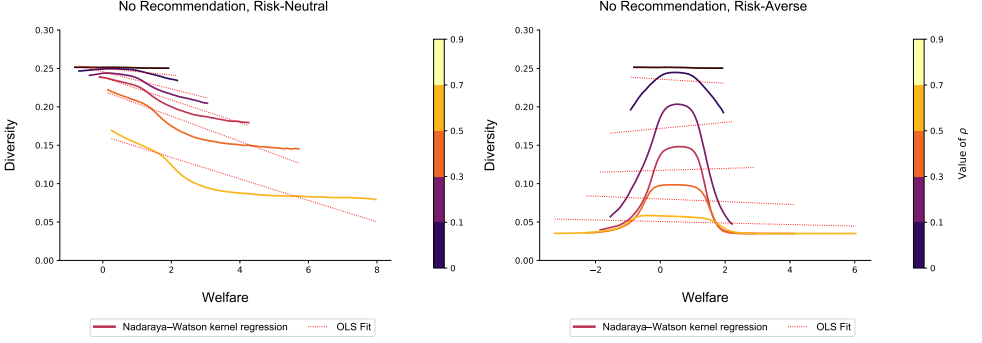 No Recommendation, Risk-Neutral
0.30
0.25
0.20
0.15
0.10
0.05
0.00
Diversity
0 2 4 6 8
Welfare
0.9
0.7
0.5
0.3
0.1
0
Nadaraya–Watson kernel regression OLS Fit
No Recommendation, Risk-Averse
0.30
0.25
0.20
0.15
0.10
0.05
0.00
Diversity
−2 0 2 4 6
Welfare
0.9
0.7
0.5
0.3
0.1
0
Value of ρ
Nadaraya–Watson kernel regression OLS Fit